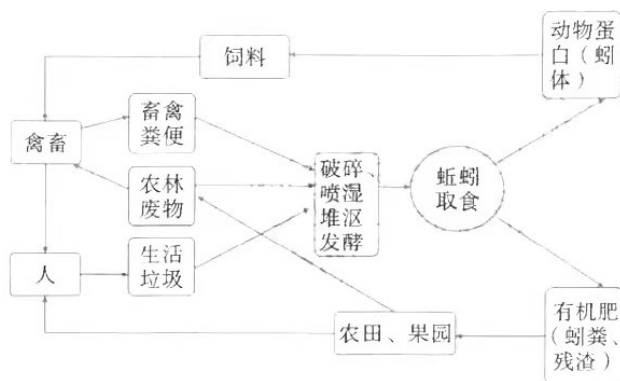 饲料
动物蛋
白（蚓
体）
禽畜
畜禽
粪便
农林
废物
破碎、
喷湿
堆沤
发酵
蚯蚓
取食
人
生活
垃圾
农田、果园
有机肥
（蚓粪、
残渣）